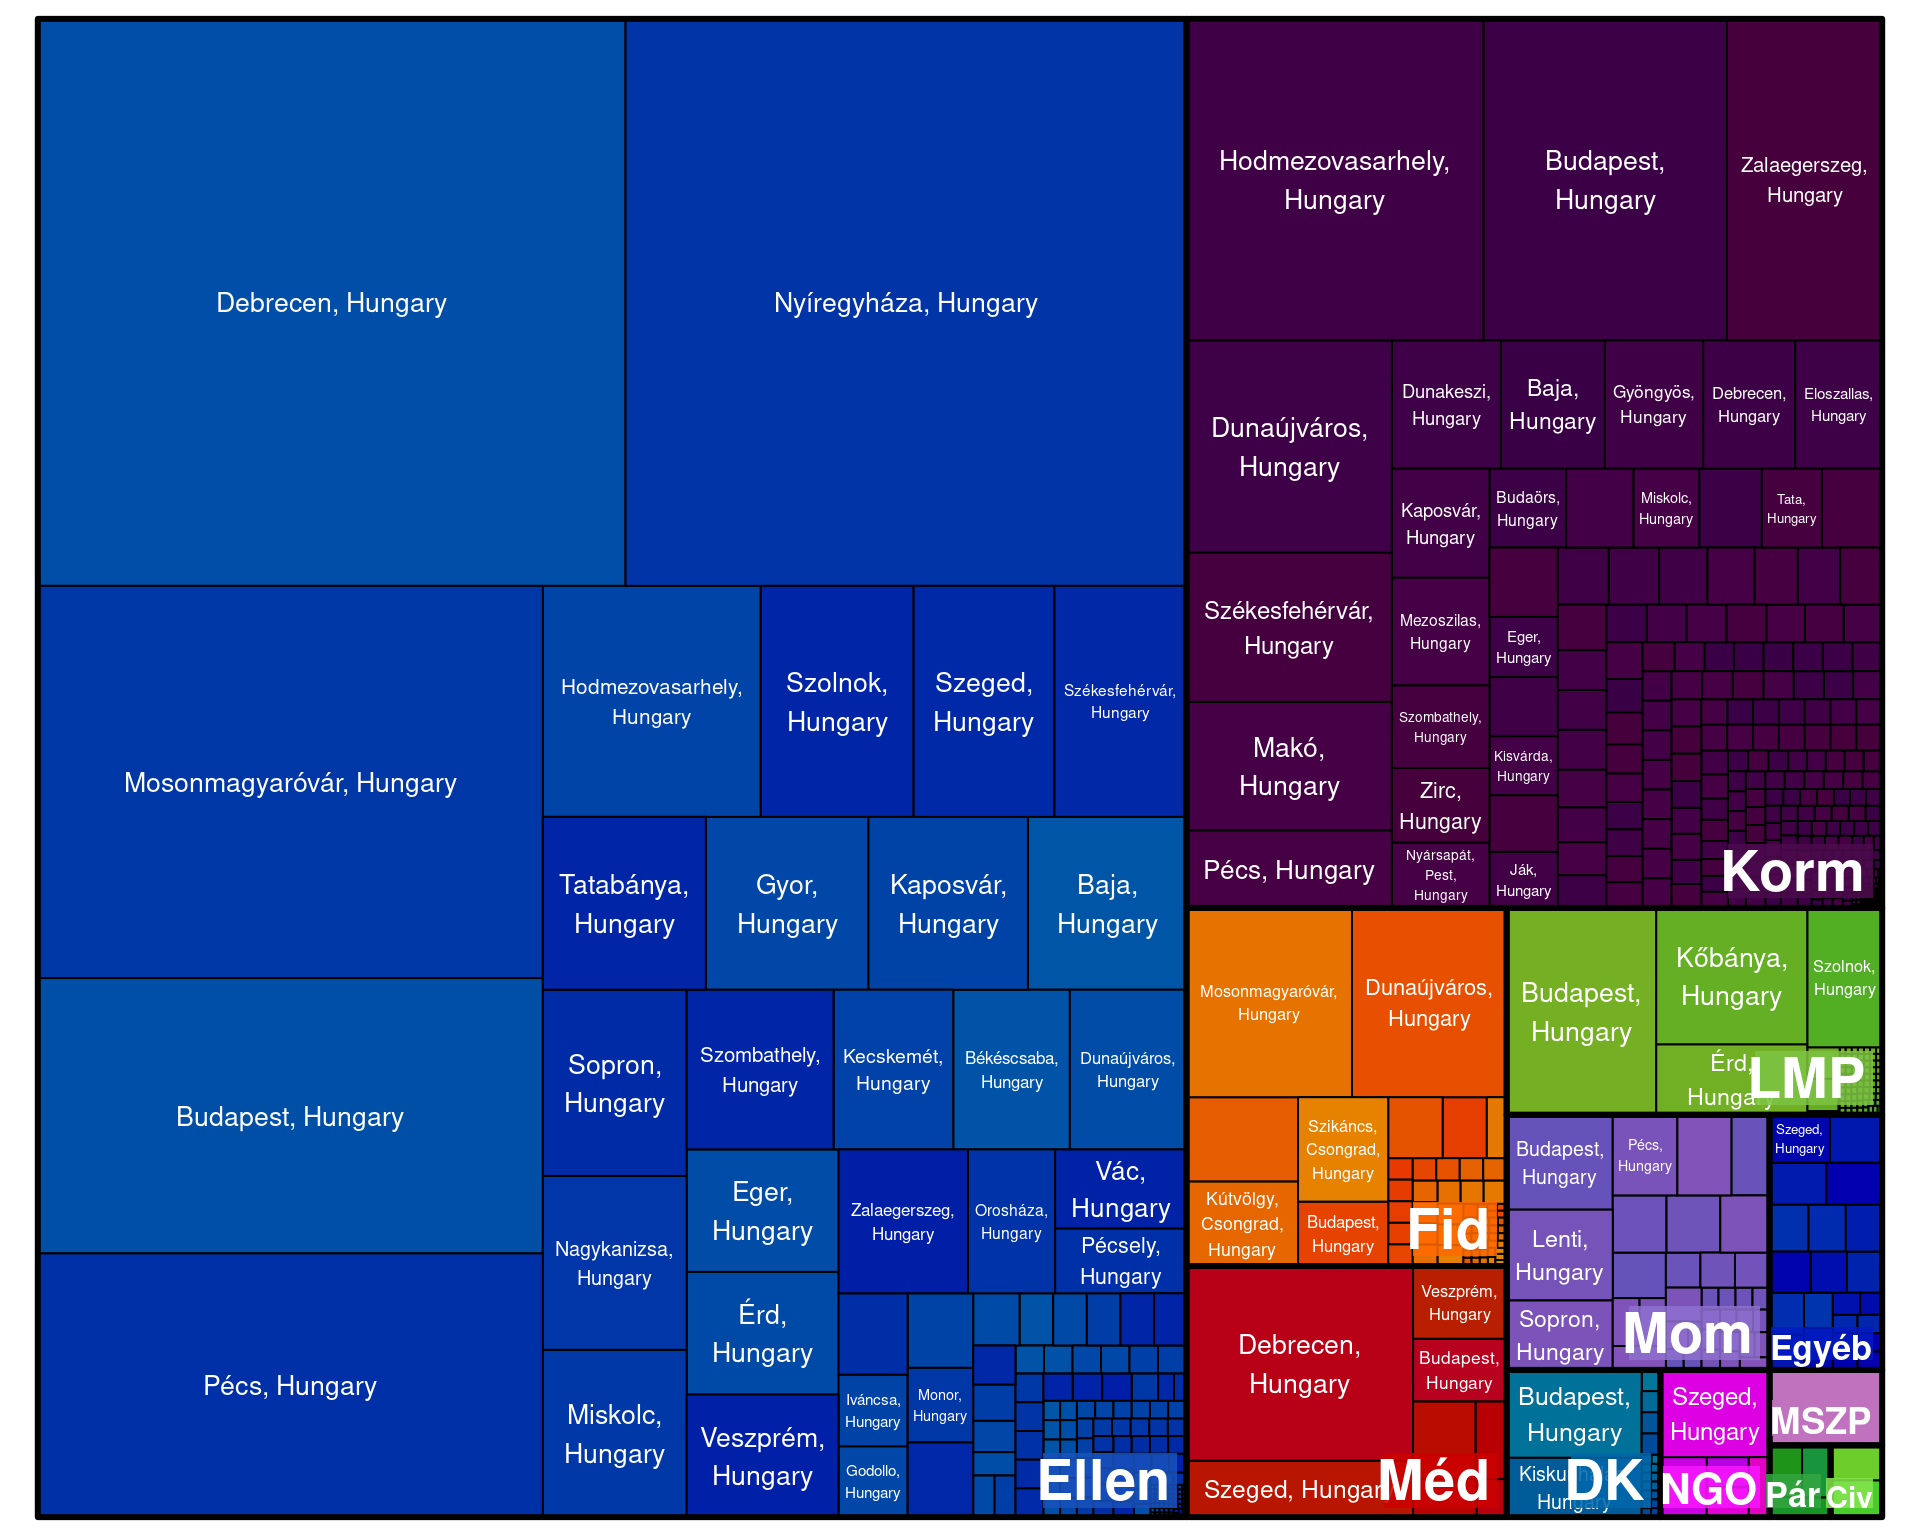 Debrecen, Hungary
Nyíregyháza, Hungary
Mosonmagyaróvár, Hungary
Budapest, Hungary
Pécs, Hungary
Hodmezovasarhely,
Hungary
Szolnok,
Hungary
Szeged,
Hungary
Székesfehérvár,
Hungary
Tatabánya,
Hungary
Gyor,
Hungary
Kaposvár,
Hungary
Baja,
Hungary
Sopron,
Hungary
Nagykanizsa,
Hungary
Miskolc,
Hungary
Szombathely,
Hungary
Kecskemét,
Hungary
Békéscsaba,
Hungary
Dunaújváros,
Hungary
Eger,
Hungary
Érd,
Hungary
Veszprém,
Hungary
Zalaegerszeg,
Hungary
Orosháza,
Hungary
Vác,
Hungary
Pécsely,
Hungary
Iváncsa,
Hungary
Monor,
Hungary
Godollo,
Hungary
Ellen
Hodmezovasarhely,
Hungary
Budapest,
Hungary
Zalaegerszeg,
Hungary
Dunaújváros,
Hungary
Székesfehérvár,
Hungary
Makó,
Hungary
Pécs, Hungary
Dunakeszi,
Hungary
Baja,
Hungary
Gyöngyös,
Hungary
Debrecen,
Hungary
Eloszallas,
Hungary
Kaposvár,
Hungary
Mezoszilas,
Hungary
Szombathely,
Hungary
Zirc,
Hungary
Nyársapát,
Pest,
Hungary
Budaörs,
Hungary
Miskolc,
Hungary
Tata,
Hungary
Eger,
Hungary
Kisvárda,
Hungary
Ják,
Hungary
Korm
Mosonmagyaróvár,
Hungary
Dunaújváros,
Hungary
Szikáncs,
Csongrad,
Hungary
Kútvölgy,
Csongrad,
Hungary
Budapest,
Hungary
Fid
Debrecen,
Hungary
Veszprém,
Hungary
Budapest,
Hungary
Szeged, Hungar
Méd
Budapest,
Hungary
Kőbánya,
Hungary
Szolnok,
Hungary
Érd,
Hungary
LMP
Budapest,
Hungary
Pécs,
Hungary
Lenti,
Hungary
Sopron,
Hungary
Mom
Szeged,
Hungary
Egyéb
Budapest,
Hungary
Hungary
DK
Szeged,
Hungary
NGO
MSZP
Pár
Civ